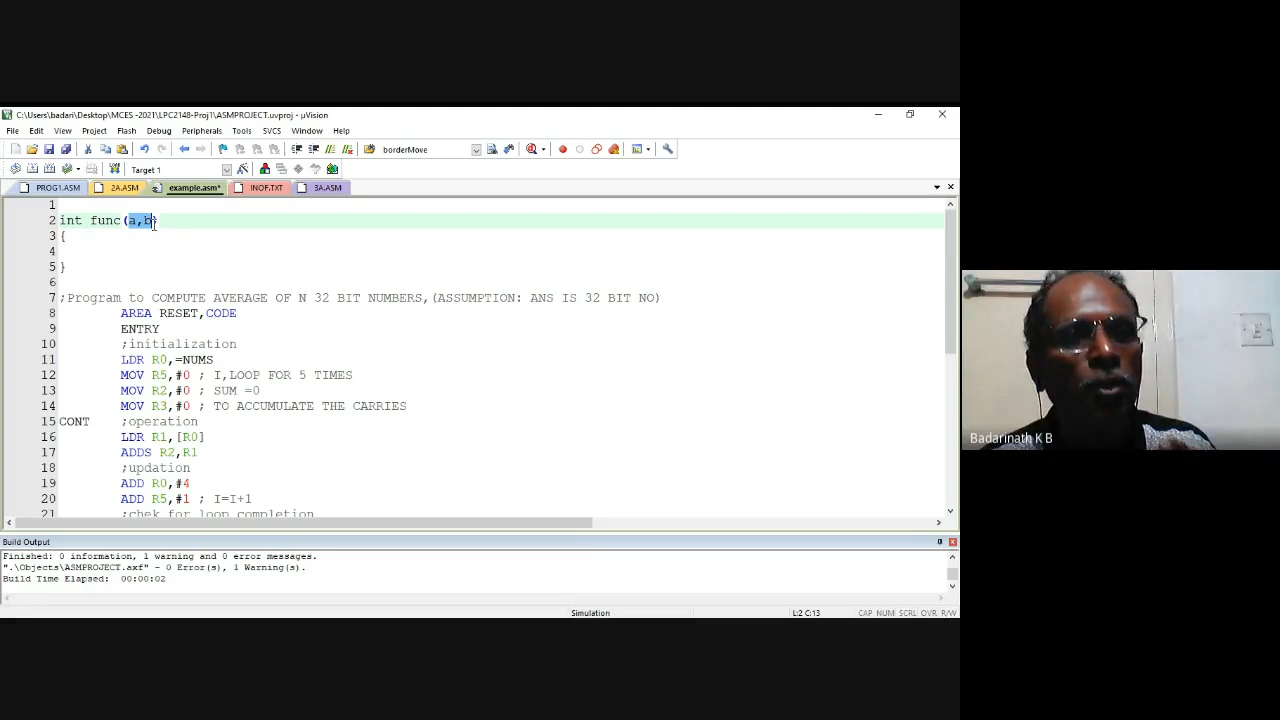 C:\Users\badari\Desktop\MCES -2021\LPC2148-Proj1\ASMPROJECT.uvproj - µVision
File Edit View Project Flash Debug Peripherals Tools SVCS Window Help
borderMove
Target 1
PROG1.ASM 2A.ASM example.asm* INOF.TXT 3A.ASM
1
2 int func(a,b)
3 {
4
5 }
6
7 ;Program to COMPUTE AVERAGE OF N 32 BIT NUMBERS,(ASSUMPTION: ANS IS 32 BIT NO)
8 AREA RESET,CODE
9 ENTRY
10 ;initialization
11 LDR R0,=NUMS
12 MOV R5,#0 ; I,LOOP FOR 5 TIMES
13 MOV R2,#0 ; SUM =0
14 MOV R3,#0 ; TO ACCUMULATE THE CARRIES
15 CONT ;operation
16 LDR R1,[R0]
17 ADDS R2,R1
18 ;updation
19 ADD R0,#4
20 ADD R5,#1 ; I=I+1
21 ;chek for loop completion
Build Output
Finished: 0 information, 1 warning and 0 error messages.
".\Objects\ASMPROJECT.axf" - 0 Error(s), 1 Warning(s).
Build Time Elapsed: 00:00:02
Simulation L:2 C:13 CAP NUM SCRL OVR R/W
Badarinath K B